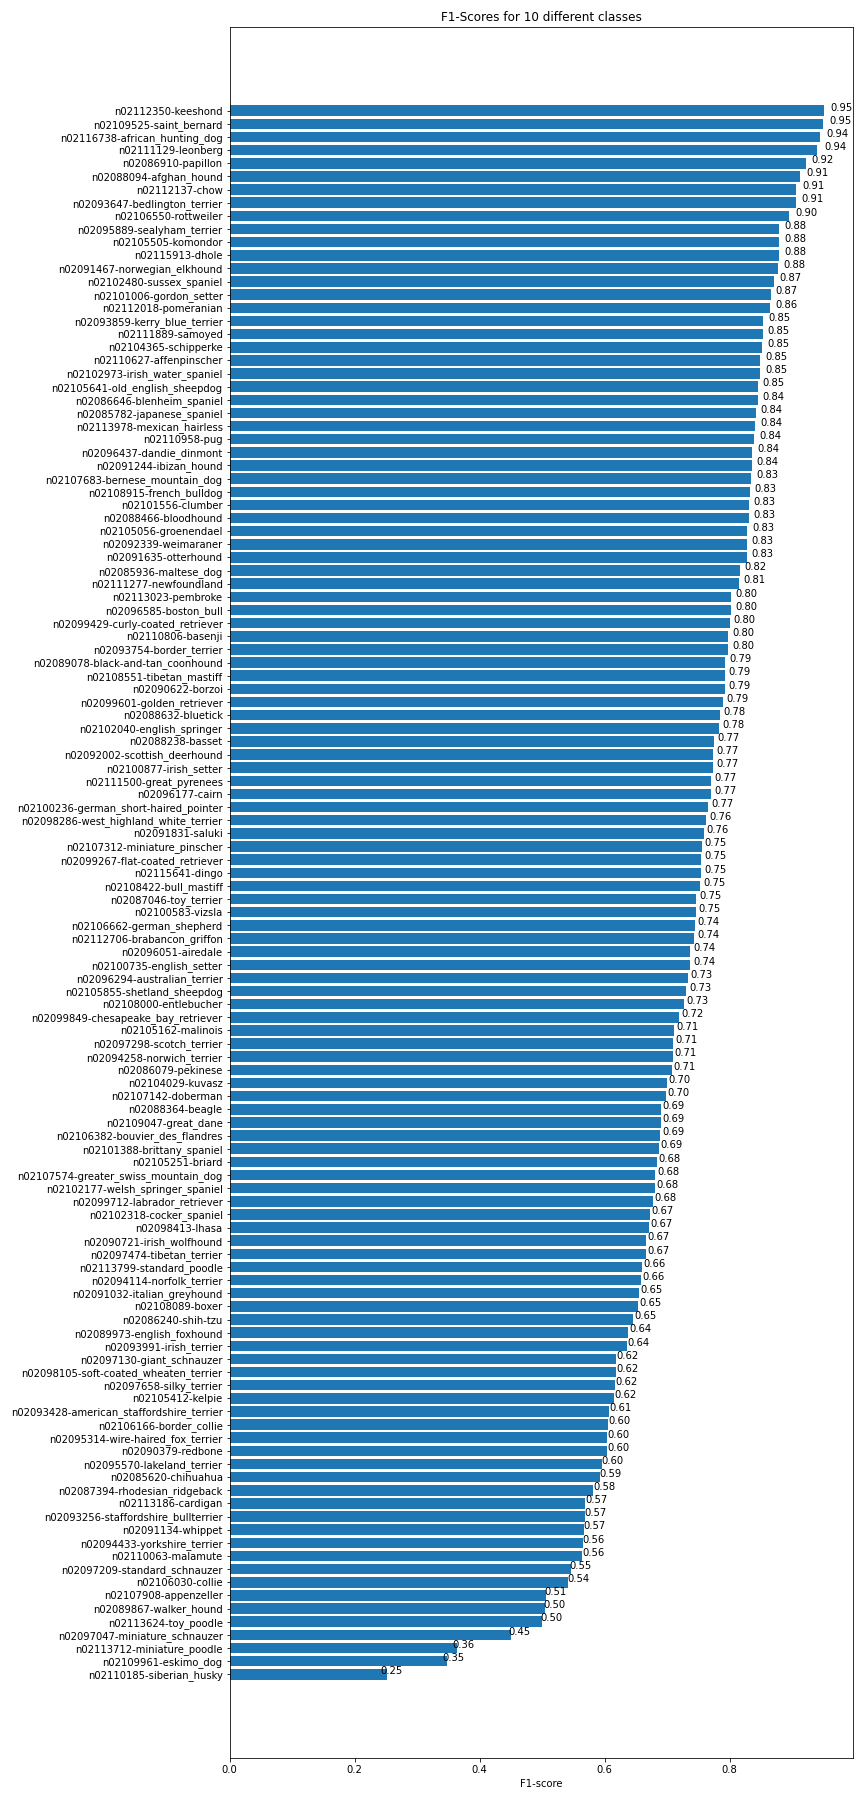 F1-Scores for 10 different classes
n02112350-keeshond 0.95
n02109525-saint_bernard 0.95
n02116738-african_hunting_dog 0.94
n02111129-leonberg 0.94
n02086910-papillon 0.92
n02088094-afghan_hound 0.91
n02112137-chow 0.91
n02093647-bedlington_terrier 0.91
n02106550-rottweiler 0.90
n02095889-sealyham_terrier 0.88
n02105505-komondor 0.88
n02115913-dhole 0.88
n02091467-norwegian_elkhound 0.88
n02102480-sussex_spaniel 0.87
n02101006-gordon_setter 0.87
n02112018-pomeranian 0.86
n02093859-kerry_blue_terrier 0.85
n02111889-samoyed 0.85
n02104365-schipperke 0.85
n02110627-affenpinscher 0.85
n02102973-irish_water_spaniel 0.85
n02105641-old_english_sheepdog 0.85
n02086646-blenheim_spaniel 0.84
n02085782-japanese_spaniel 0.84
n02113978-mexican_hairless 0.84
n02110958-pug 0.84
n02096437-dandie_dinmont 0.84
n02091244-ibizan_hound 0.84
n02107683-bernese_mountain_dog 0.83
n02108915-french_bulldog 0.83
n02101556-clumber 0.83
n02088466-bloodhound 0.83
n02105056-groenendael 0.83
n02092339-weimaraner 0.83
n02091635-otterhound 0.83
n02085936-maltese_dog 0.82
n02111277-newfoundland 0.81
n02113023-pembroke 0.80
n02096585-boston_bull 0.80
n02099429-curly-coated_retriever 0.80
n02110806-basenji 0.80
n02093754-border_terrier 0.80
n02089078-black-and-tan_coonhound 0.79
n02108551-tibetan_mastiff 0.79
n02090622-borzoi 0.79
n02099601-golden_retriever 0.79
n02088632-bluetick 0.78
n02102040-english_springer 0.78
n02088238-basset 0.77
n02092002-scottish_deerhound 0.77
n02100877-irish_setter 0.77
n02111500-great_pyrenees 0.77
n02096177-cairn 0.77
n02100236-german_short-haired_pointer 0.77
n02098286-west_highland_white_terrier 0.76
n02091831-saluki 0.76
n02107312-miniature_pinscher 0.75
n02099267-flat-coated_retriever 0.75
n02115641-dingo 0.75
n02108422-bull_mastiff 0.75
n02087046-toy_terrier 0.75
n02100583-vizsla 0.75
n02106662-german_shepherd 0.74
n02112706-brabancon_griffon 0.74
n02096051-airedale 0.74
n02100735-english_setter 0.74
n02096294-australian_terrier 0.73
n02105855-shetland_sheepdog 0.73
n02108000-entlebucher 0.73
n02099849-chesapeake_bay_retriever 0.72
n02105162-malinois 0.71
n02097298-scotch_terrier 0.71
n02094258-norwich_terrier 0.71
n02086079-pekinese 0.71
n02104029-kuvasz 0.70
n02107142-doberman 0.70
n02088364-beagle 0.69
n02109047-great_dane 0.69
n02106382-bouvier_des_flandres 0.69
n02101388-brittany_spaniel 0.69
n02105251-briard 0.68
n02107574-greater_swiss_mountain_dog 0.68
n02102177-welsh_springer_spaniel 0.68
n02099712-labrador_retriever 0.68
n02102318-cocker_spaniel 0.67
n02098413-lhasa 0.67
n02090721-irish_wolfhound 0.67
n02097474-tibetan_terrier 0.67
n02113799-standard_poodle 0.66
n02094114-norfolk_terrier 0.66
n02091032-italian_greyhound 0.65
n02108089-boxer 0.65
n02086240-shih-tzu 0.65
n02089973-english_foxhound 0.64
n02093991-irish_terrier 0.64
n02097130-giant_schnauzer 0.62
n02098105-soft-coated_wheaten_terrier 0.62
n02097658-silky_terrier 0.62
n02105412-kelpie 0.62
n02093428-american_staffordshire_terrier 0.61
n02106166-border_collie 0.60
n02095314-wire-haired_fox_terrier 0.60
n02090379-redbone 0.60
n02095570-lakeland_terrier 0.60
n02085620-chihuahua 0.59
n02087394-rhodesian_ridgeback 0.58
n02113186-cardigan 0.57
n02093256-staffordshire_bullterrier 0.57
n02091134-whippet 0.57
n02094433-yorkshire_terrier 0.56
n02110063-malamute 0.56
n02097209-standard_schnauzer 0.55
n02106030-collie 0.54
n02107908-appenzeller 0.51
n02089867-walker_hound 0.50
n02113624-toy_poodle 0.50
n02097047-miniature_schnauzer 0.45
n02113712-miniature_poodle 0.36
n02109961-eskimo_dog 0.35
n02110185-siberian_husky 0.25
0.0 0.2 0.4 0.6 0.8
F1-score